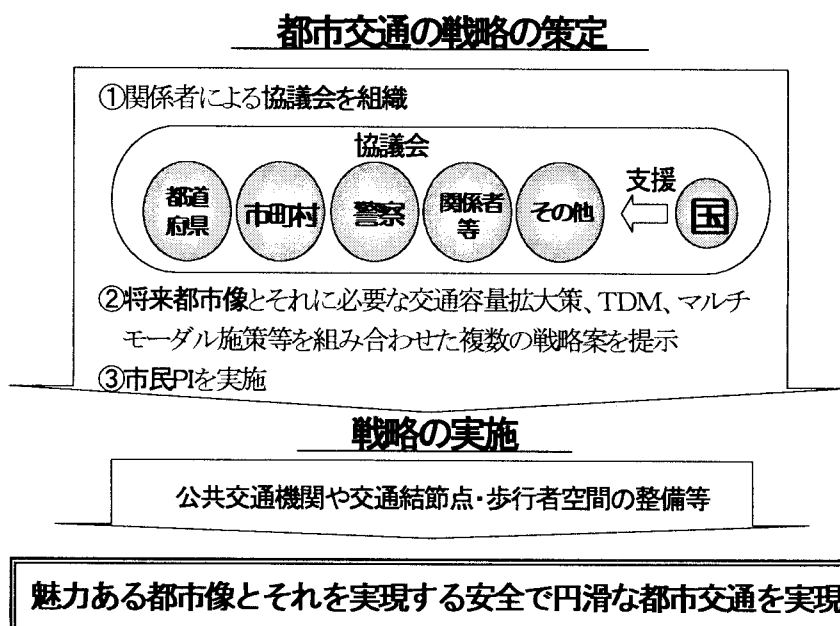 都市交通の戦略の策定
①関係者による協議会を組織
協議会
都道
府県
市町村
警察
関係者
等
その他
支援
国
②将来都市像とそれに必要な交通容量拡大策、TDM、マルチ
モーダル施策等を組み合わせた複数の戦略案を提示
③市民PIを実施
戦略の実施
公共交通機関や交通結節点・歩行者空間の整備等
魅力ある都市像とそれを実現する安全で円滑な都市交通を実現